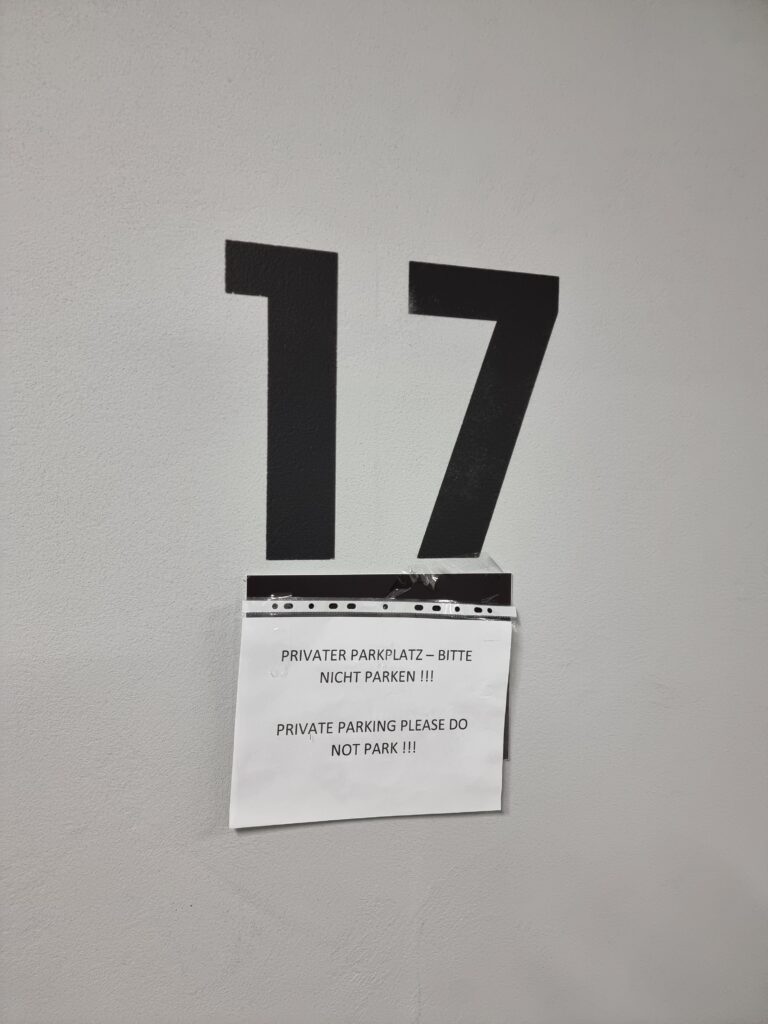 17
PRIVATER PARKPLATZ – BITTE
NICHT PARKEN !!!
PRIVATE PARKING PLEASE DO
NOT PARK !!!